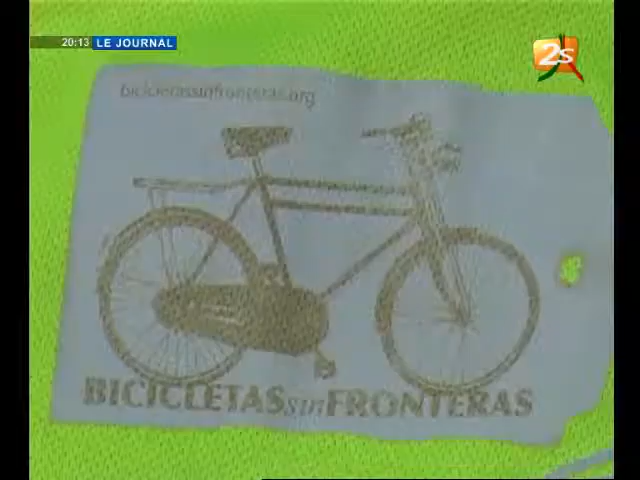 20:13 LE JOURNAL
2s
bicicletassinfronteras.org
BICICLETAS sin FRONTERAS